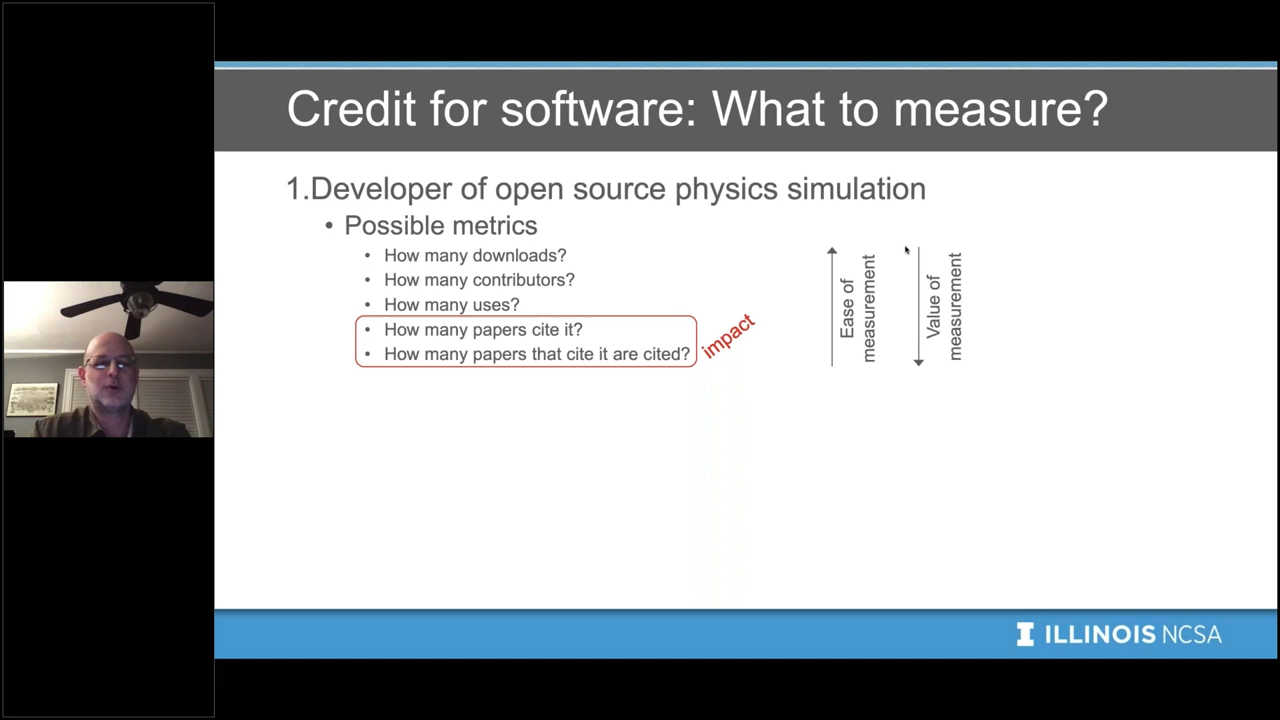 Credit for software: What to measure?
1.Developer of open source physics simulation
• Possible metrics
• How many downloads?
• How many contributors?
• How many uses?
• How many papers cite it?
• How many papers that cite it are cited?
impact
Ease of
measurement
Value of
measurement
ILLINOIS NCSA